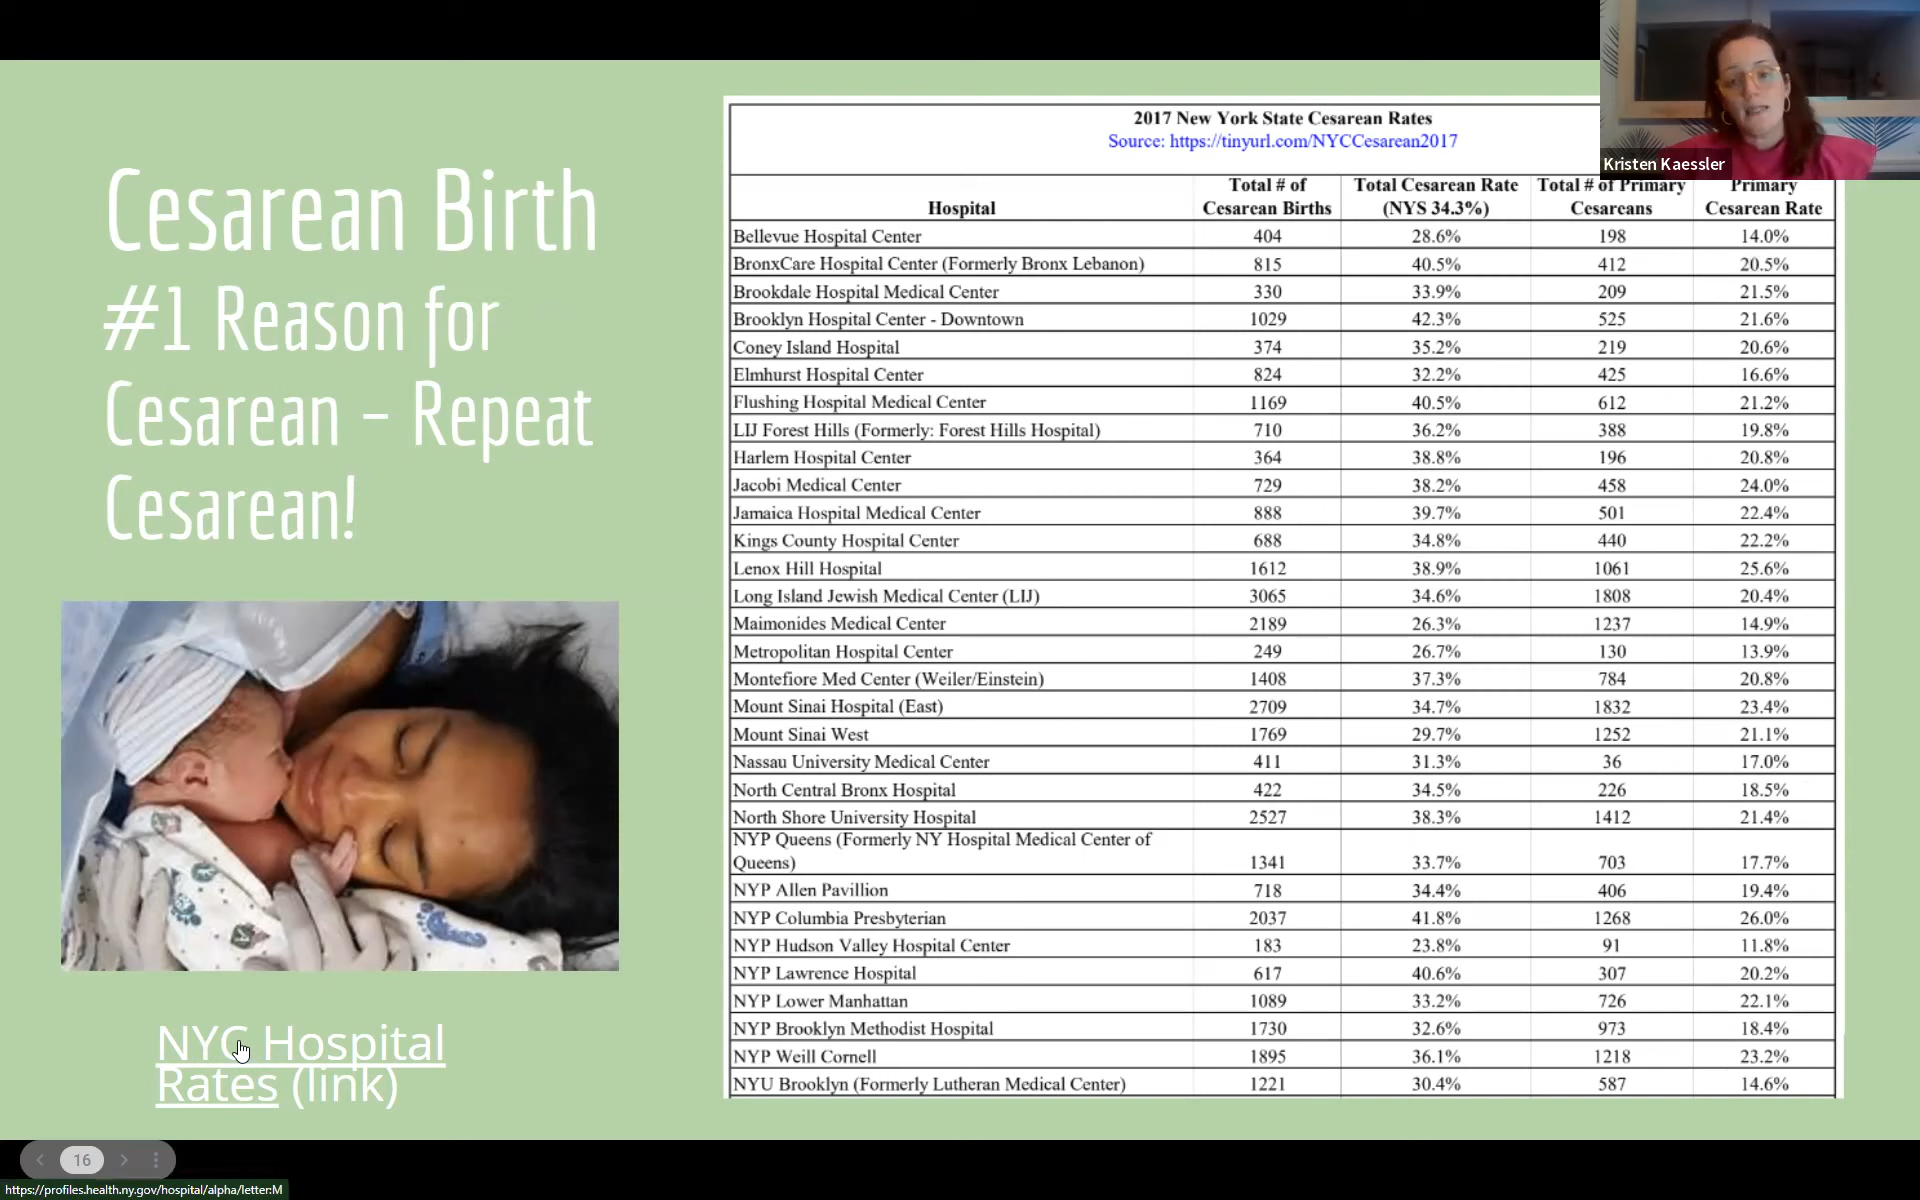 Cesarean Birth
#1 Reason for
Cesarean – Repeat
Cesarean!
NYC Hospital
Rates (link)
2017 New York State Cesarean Rates
Source: https://tinyurl.com/NYCCesarean2017
Hospital Total # of Cesarean Births Total Cesarean Rate (NYS 34.3%) Total # of Primary Cesareans Primary Cesarean Rate
Bellevue Hospital Center 404 28.6% 198 14.0%
BronxCare Hospital Center (Formerly Bronx Lebanon) 815 40.5% 412 20.5%
Brookdale Hospital Medical Center 330 33.9% 209 21.5%
Brooklyn Hospital Center - Downtown 1029 42.3% 525 21.6%
Coney Island Hospital 374 35.2% 219 20.6%
Elmhurst Hospital Center 824 32.2% 425 16.6%
Flushing Hospital Medical Center 1169 40.5% 612 21.2%
LIJ Forest Hills (Formerly: Forest Hills Hospital) 710 36.2% 388 19.8%
Harlem Hospital Center 364 38.8% 196 20.8%
Jacobi Medical Center 729 38.2% 458 24.0%
Jamaica Hospital Medical Center 888 39.7% 501 22.4%
Kings County Hospital Center 688 34.8% 440 22.2%
Lenox Hill Hospital 1612 38.9% 1061 25.6%
Long Island Jewish Medical Center (LIJ) 3065 34.6% 1808 20.4%
Maimonides Medical Center 2189 26.3% 1237 14.9%
Metropolitan Hospital Center 249 26.7% 130 13.9%
Montefiore Med Center (Weiler/Einstein) 1408 37.3% 784 20.8%
Mount Sinai Hospital (East) 2709 34.7% 1832 23.4%
Mount Sinai West 1769 29.7% 1252 21.1%
Nassau University Medical Center 411 31.3% 36 17.0%
North Central Bronx Hospital 422 34.5% 226 18.5%
North Shore University Hospital 2527 38.3% 1412 21.4%
NYP Queens (Formerly NY Hospital Medical Center of
Queens) 1341 33.7% 703 17.7%
NYP Allen Pavillion 718 34.4% 406 19.4%
NYP Columbia Presbyterian 2037 41.8% 1268 26.0%
NYP Hudson Valley Hospital Center 183 23.8% 91 11.8%
NYP Lawrence Hospital 617 40.6% 307 20.2%
NYP Lower Manhattan 1089 33.2% 726 22.1%
NYP Brooklyn Methodist Hospital 1730 32.6% 973 18.4%
NYP Weill Cornell 1895 36.1% 1218 23.2%
NYU Brooklyn (Formerly Lutheran Medical Center) 1221 30.4% 587 14.6%
Kristen Kaessler
16
https://profiles.health.ny.gov/hospital/alpha/letter:M